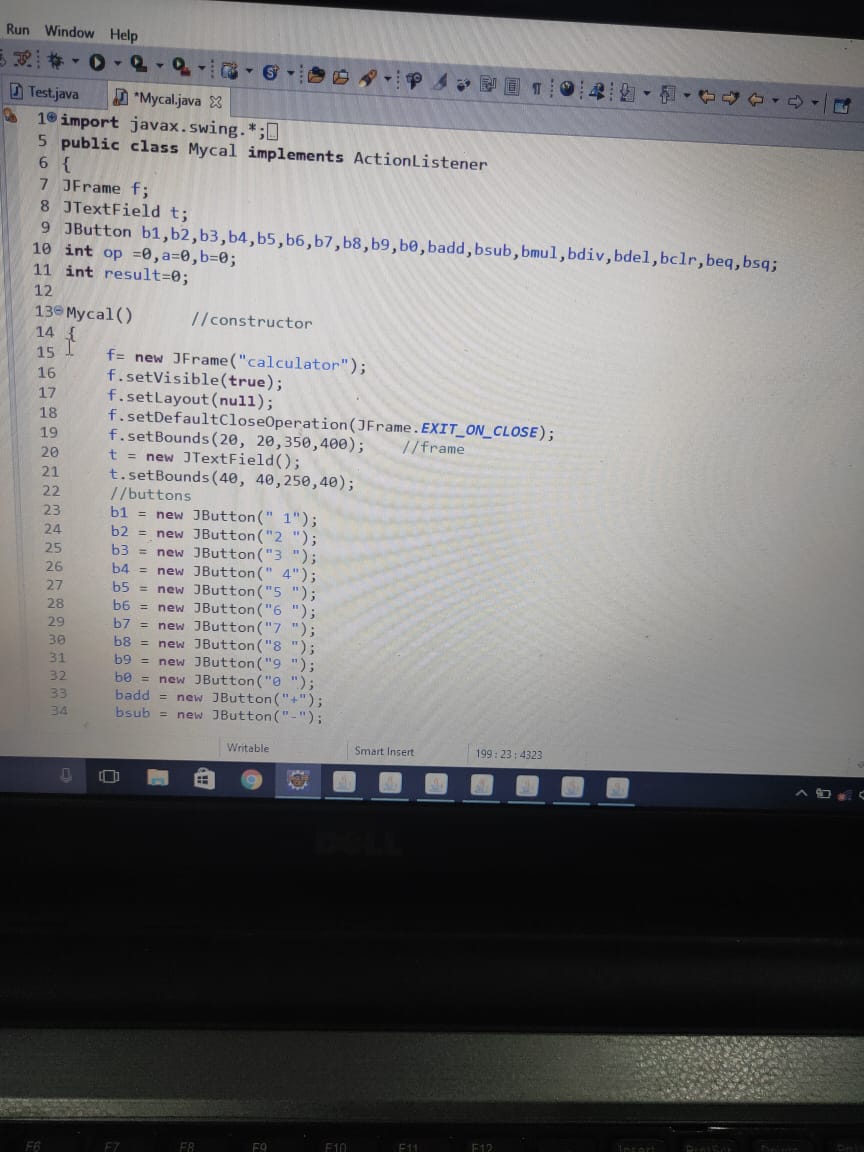 Run Window Help
Test.java *Mycal.java
1 import javax.swing.*;
5 public class Mycal implements ActionListener
6 {
7 JFrame f;
8 JTextField t;
9 JButton b1,b2,b3,b4,b5,b6,b7,b8,b9,b0,badd,bsub,bmul,bdiv,bdel,bclr,beq,bsq;
10 int op =0,a=0,b=0;
11 int result=0;
12
13 Mycal() //constructor
14 {
15 f= new JFrame("calculator");
16 f.setVisible(true);
17 f.setLayout(null);
18 f.setDefaultCloseOperation(JFrame.EXIT_ON_CLOSE);
19 f.setBounds(20, 20,350,400); //frame
20 t = new JTextField();
21 t.setBounds(40, 40,250,40);
22 //buttons
23 b1 = new JButton(" 1");
24 b2 = new JButton("2 ");
25 b3 = new JButton("3 ");
26 b4 = new JButton(" 4");
27 b5 = new JButton("5 ");
28 b6 = new JButton("6 ");
29 b7 = new JButton("7 ");
30 b8 = new JButton("8 ");
31 b9 = new JButton("9 ");
32 b0 = new JButton("0 ");
33 badd = new JButton("+");
34 bsub = new JButton("-");
Writable Smart Insert 199 : 23 : 4323
DELL
F6 F7 F8 F9 F10 F11 F12 Insert